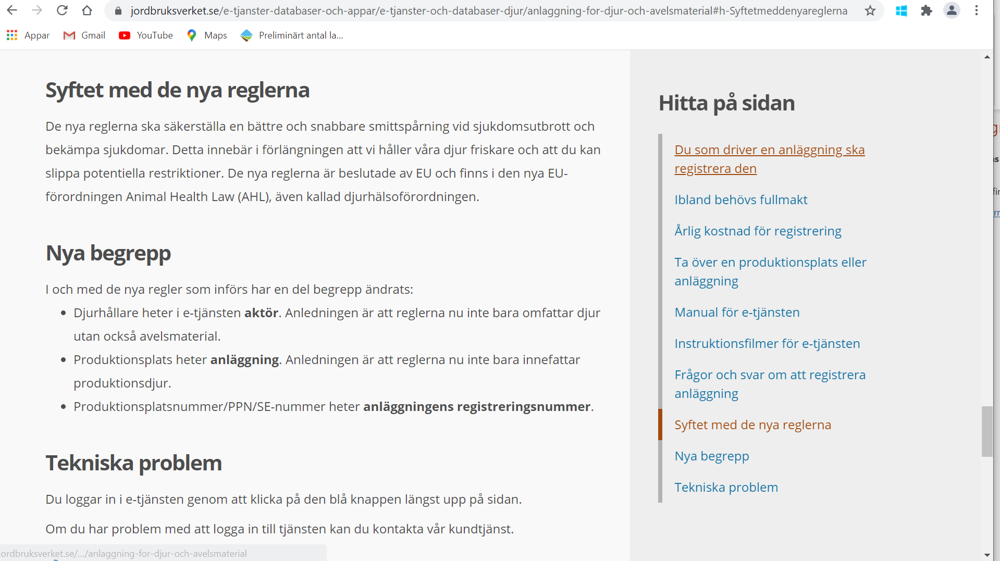 jordbruksverket.se/e-tjanster-databaser-och-appar/e-tjanster-och-databaser-djur/anlaggning-for-djur-och-avelsmaterial#h-Syftetmeddenyareglerna
Appar Gmail YouTube Maps Preliminärt antal la...
Syftet med de nya reglerna
De nya reglerna ska säkerställa en bättre och snabbare smittspårning vid sjukdomsutbrott och
bekämpa sjukdomar. Detta innebär i förlängningen att vi håller våra djur friskare och att du kan
slippa potentiella restriktioner. De nya reglerna är beslutade av EU och finns i den nya EU-
förordningen Animal Health Law (AHL), även kallad djurhälsoförordningen.
Nya begrepp
I och med de nya regler som införs har en del begrepp ändrats:
• Djurhållare heter i e-tjänsten aktör. Anledningen är att reglerna nu inte bara omfattar djur
utan också avelsmaterial.
• Produktionsplats heter anläggning. Anledningen är att reglerna nu inte bara innefattar
produktionsdjur.
• Produktionsplatsnummer/PPN/SE-nummer heter anläggningens registreringsnummer.
Tekniska problem
Du loggar in i e-tjänsten genom att klicka på den blå knappen längst upp på sidan.
Om du har problem med att logga in till tjänsten kan du kontakta vår kundtjänst.
ordbruksverket.se/.../anlaggning-for-djur-och-avelsmaterial
Hitta på sidan
Du som driver en anläggning ska
registrera den
Ibland behövs fullmakt
Årlig kostnad för registrering
Ta över en produktionsplats eller
anläggning
Manual för e-tjänsten
Instruktionsfilmer för e-tjänsten
Frågor och svar om att registrera
anläggning
Syftet med de nya reglerna
Nya begrepp
Tekniska problem